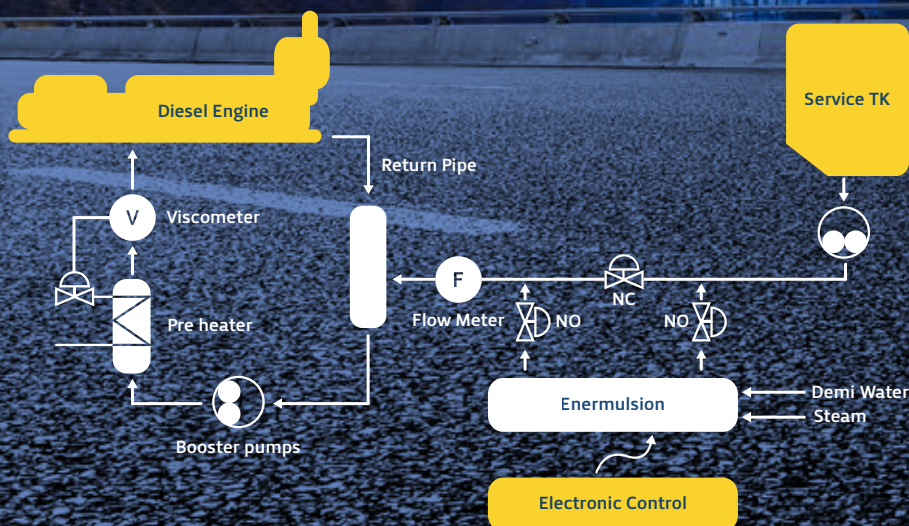 Diesel Engine
Service TK
Return Pipe
V
Viscometer
F
Flow Meter
NC
NO
NO
Pre heater
Booster pumps
Enermulsion
Demi Water
Steam
Electronic Control